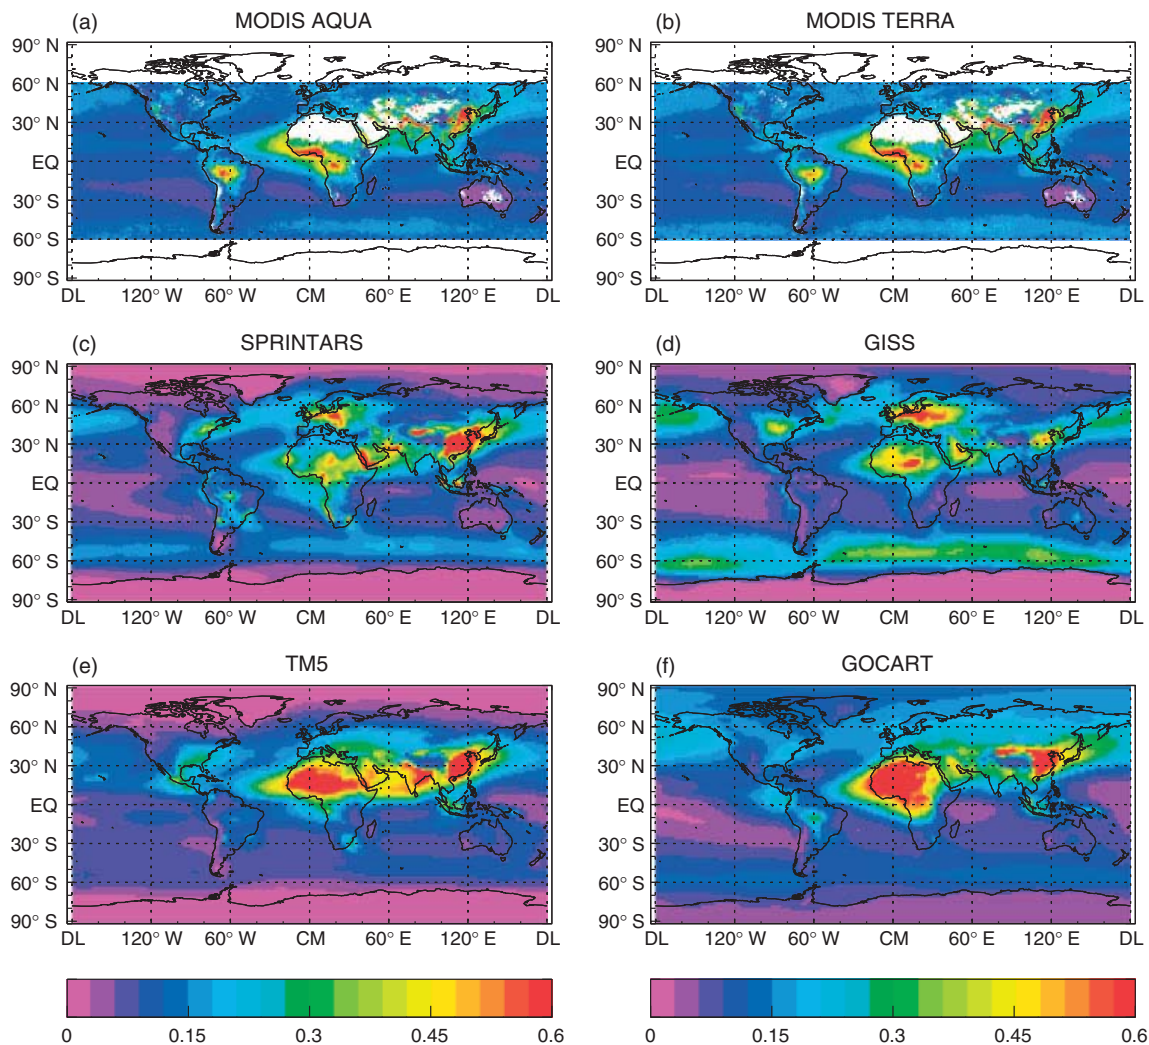 (a) MODIS AQUA
90° N
60° N
30° N
EQ
30° S
60° S
90° S
DL 120° W 60° W CM 60° E 120° E DL
(b) MODIS TERRA
90° N
60° N
30° N
EQ
30° S
60° S
90° S
DL 120° W 60° W CM 60° E 120° E DL
(c) SPRINTARS
90° N
60° N
30° N
EQ
30° S
60° S
90° S
DL 120° W 60° W CM 60° E 120° E DL
(d) GISS
90° N
60° N
30° N
EQ
30° S
60° S
90° S
DL 120° W 60° W CM 60° E 120° E DL
(e) TM5
90° N
60° N
30° N
EQ
30° S
60° S
90° S
DL 120° W 60° W CM 60° E 120° E DL
(f) GOCART
90° N
60° N
30° N
EQ
30° S
60° S
90° S
DL 120° W 60° W CM 60° E 120° E DL
0 0.15 0.3 0.45 0.6
0 0.15 0.3 0.45 0.6